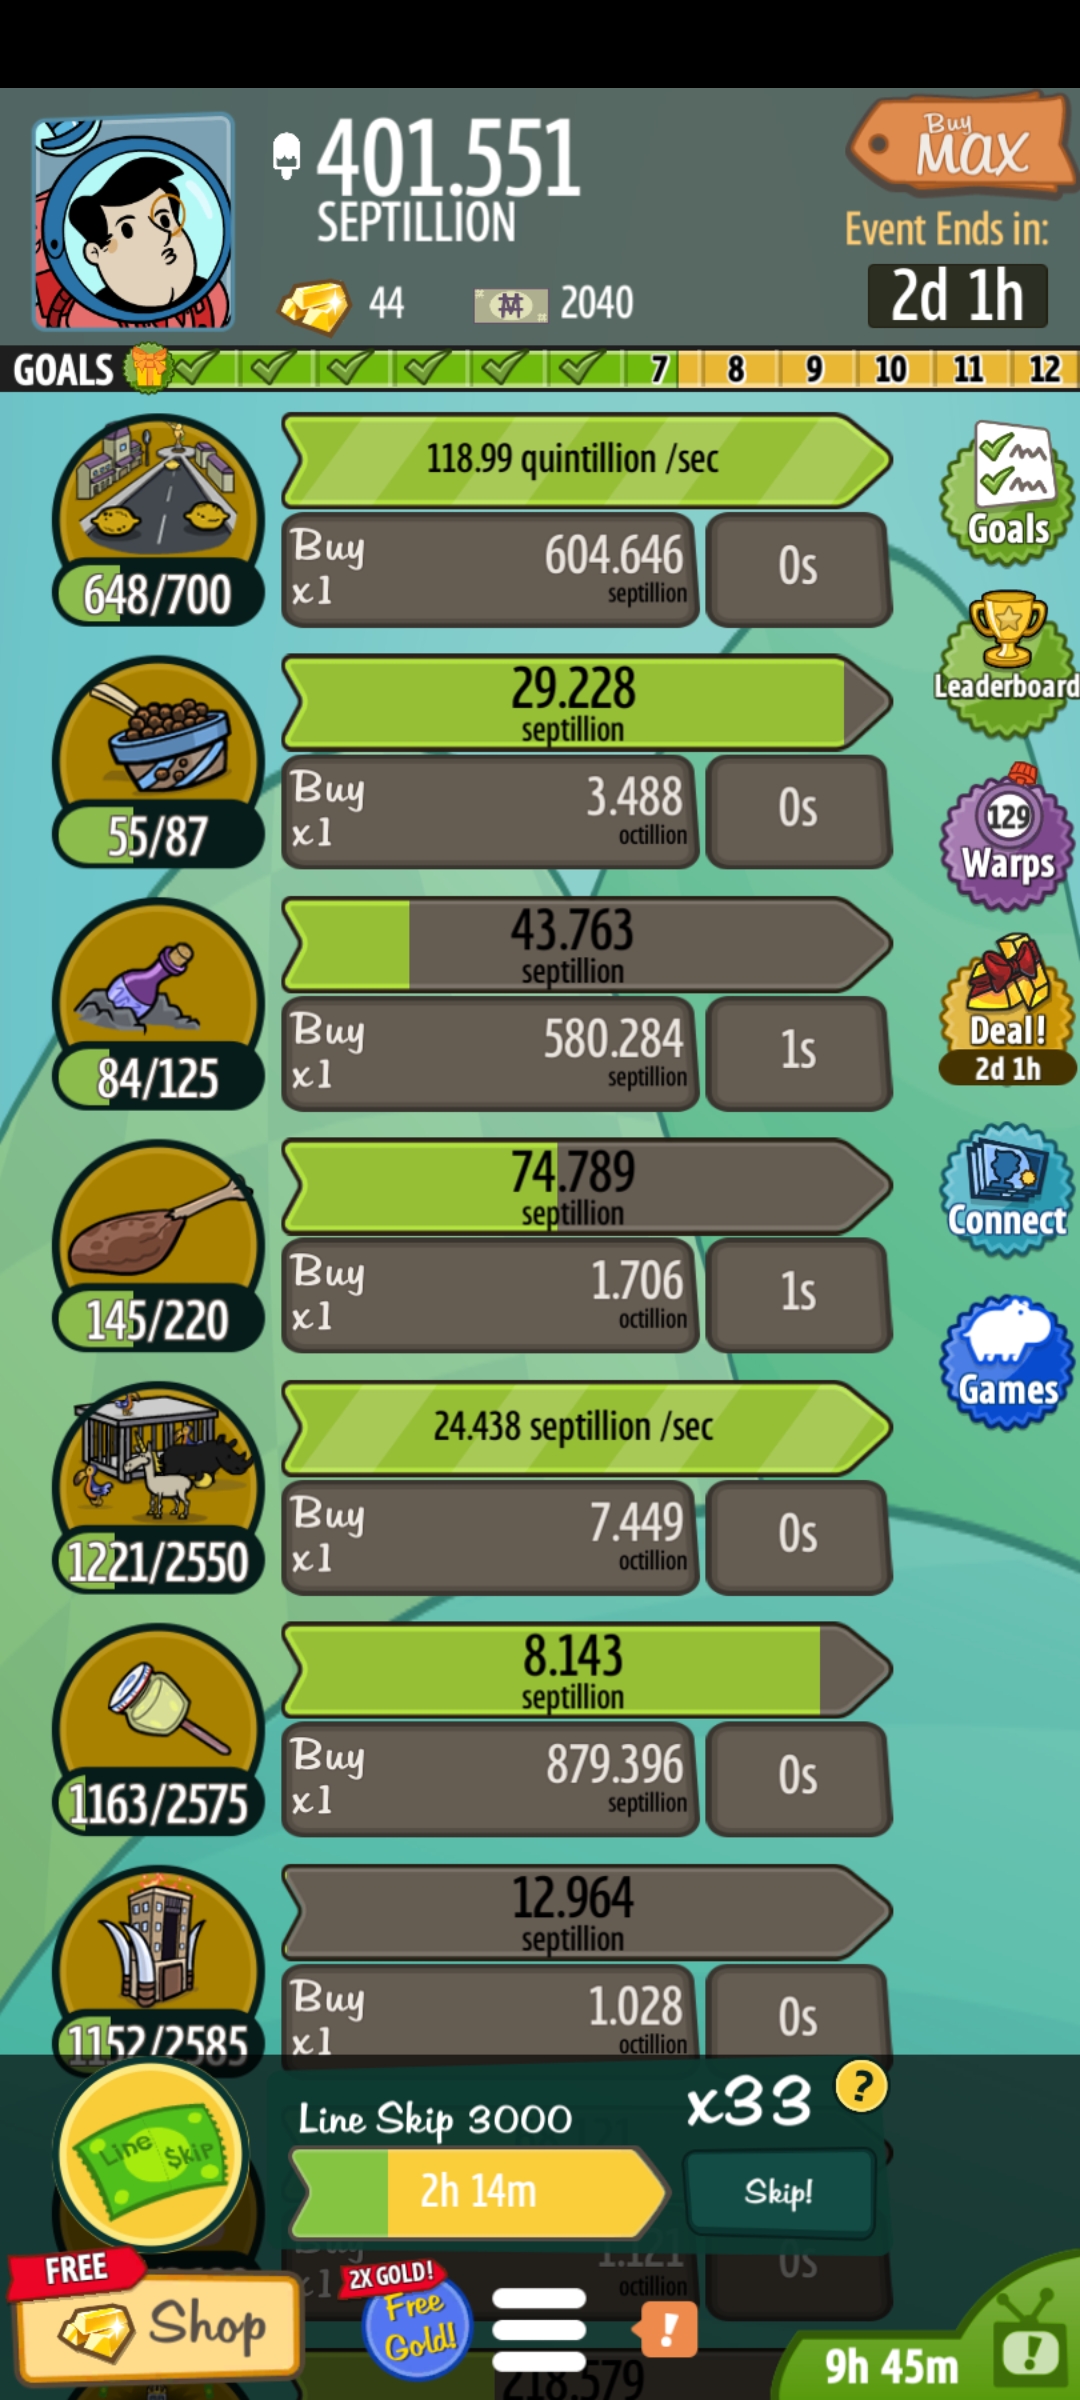 401.551
SEPTILLION
Buy
MAX
Event Ends in:
2d 1h
44
2040
GOALS
7
8
9
10
11
12
118.99 quintillion /sec
Buy
x1
604.646
septillion
0s
648/700
Goals
Leaderboard
29.228
septillion
Buy
x1
3.488
octillion
0s
55/87
129
Warps
43.763
septillion
Buy
x1
580.284
septillion
1s
84/125
Deal!
2d 1h
74.789
septillion
Buy
x1
1.706
octillion
1s
145/220
Connect
Games
24.438 septillion /sec
Buy
x1
7.449
octillion
0s
1221/2550
8.143
septillion
Buy
x1
879.396
septillion
0s
1163/2575
12.964
septillion
Buy
x1
1.028
octillion
0s
1152/2585
Line Skip
Line Skip 3000
x33
?
2h 14m
Skip!
Buy
x1
1.121
octillion
0s
FREE
Shop
2X GOLD!
Free
Gold!
!
9h 45m
!
218.579